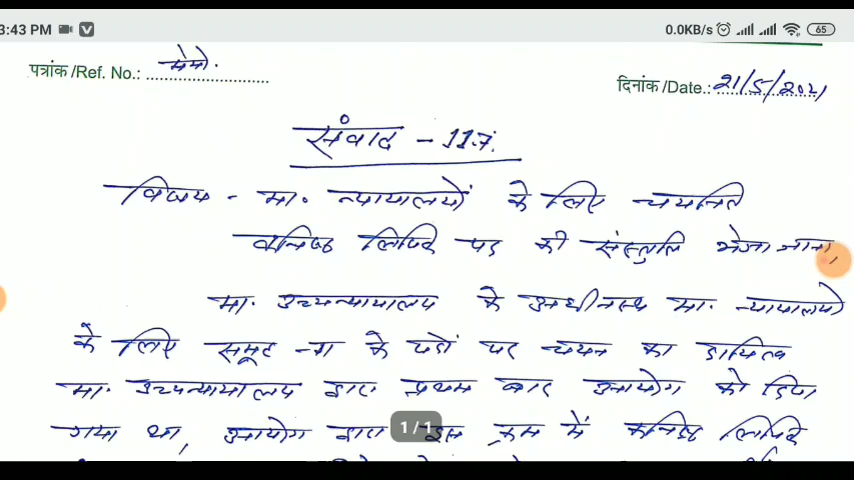 3:43 PM 0.0KB/s 65
पत्रांक /Ref. No.: मेमो. दिनांक /Date.: 21/5/2021
संवाद - 117.
विषय - मा. न्यायालयों के लिए चयनित
कनिष्ठ लिपिक पद की संस्तुति भेजा जाना,
मा. उच्चन्यायालय के अधीनस्थ मा. न्यायालयो
के लिए समूह -ग के पदों पर चयन का दायित्व
मा. उच्चन्यायालय द्वारा प्रथम बार आयोग को दिया
गया था, आयोग द्वारा इस क्रम में कनिष्ठ लिपिक
1 / 1